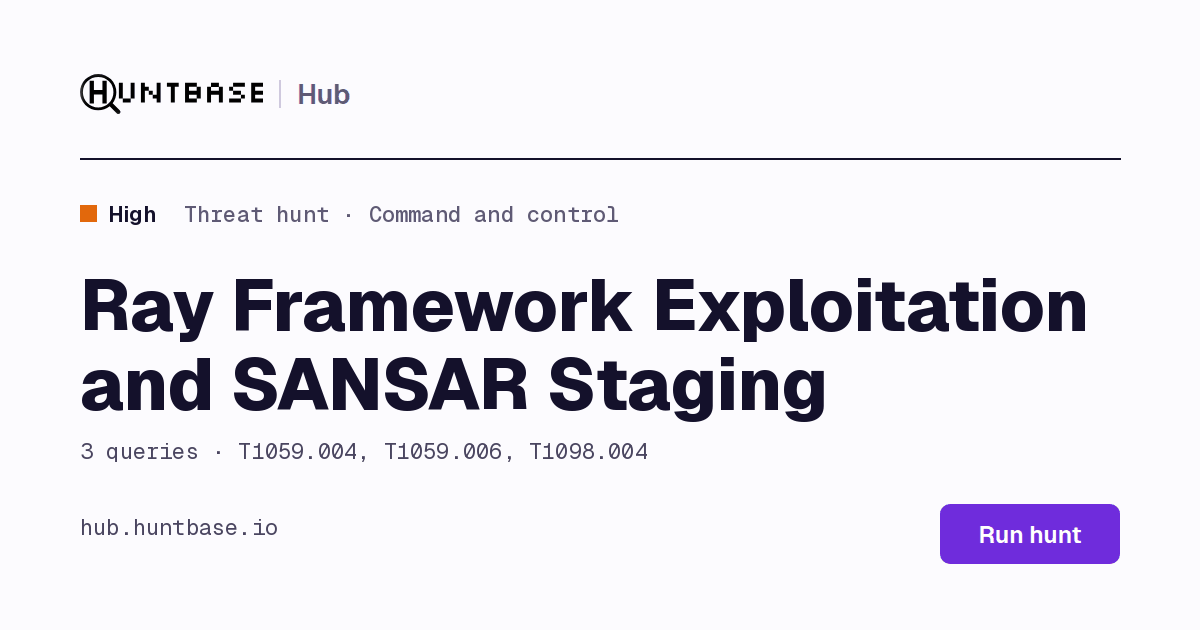 HUNTBASE Hub
High Threat hunt · Command and control
Ray Framework Exploitation
and SANSAR Staging
3 queries · T1059.004, T1059.006, T1098.004
hub.huntbase.io
Run hunt